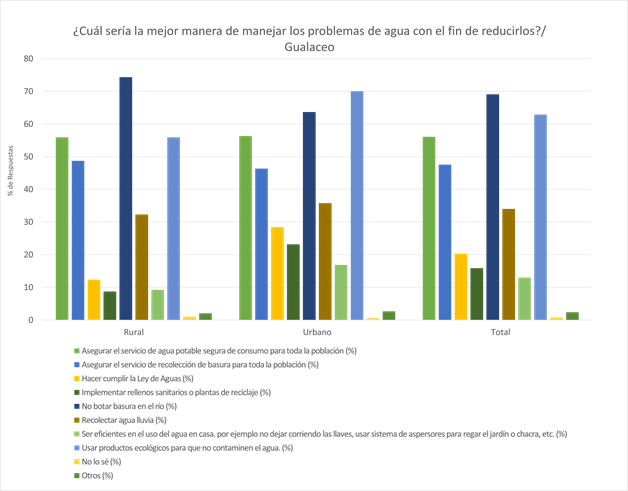 ¿Cuál sería la mejor manera de manejar los problemas de agua con el fin de reducirlos?/
Gualaceo
80
70
60
50
40
30
20
10
0
% de Respuestas
Rural
Urbano
Total
Asegurar el servicio de agua potable segura de consumo para toda la población (%)
Asegurar el servicio de recolección de basura para toda la población (%)
Hacer cumplir la Ley de Aguas (%)
Implementar rellenos sanitarios o plantas de reciclaje (%)
No botar basura en el río (%)
Recolectar agua lluvia (%)
Ser eficientes en el uso del agua en casa. por ejemplo no dejar corriendo las llaves, usar sistema de aspersores para regar el jardín o chacra, etc. (%)
Usar productos ecológicos para que no contaminen el agua. (%)
No lo sé (%)
Otros (%)